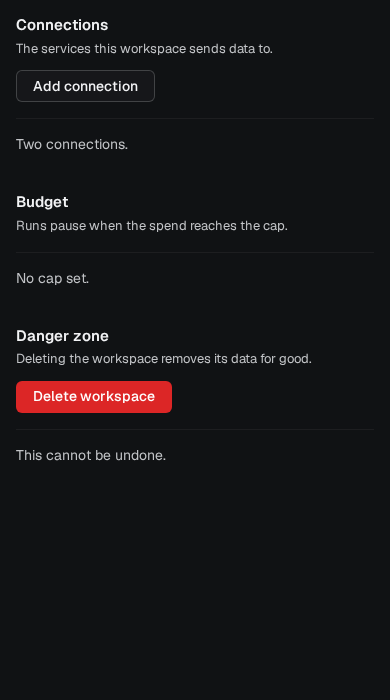 Connections
The services this workspace sends data to.
Add connection
Two connections.
Budget
Runs pause when the spend reaches the cap.
No cap set.
Danger zone
Deleting the workspace removes its data for good.
Delete workspace
This cannot be undone.